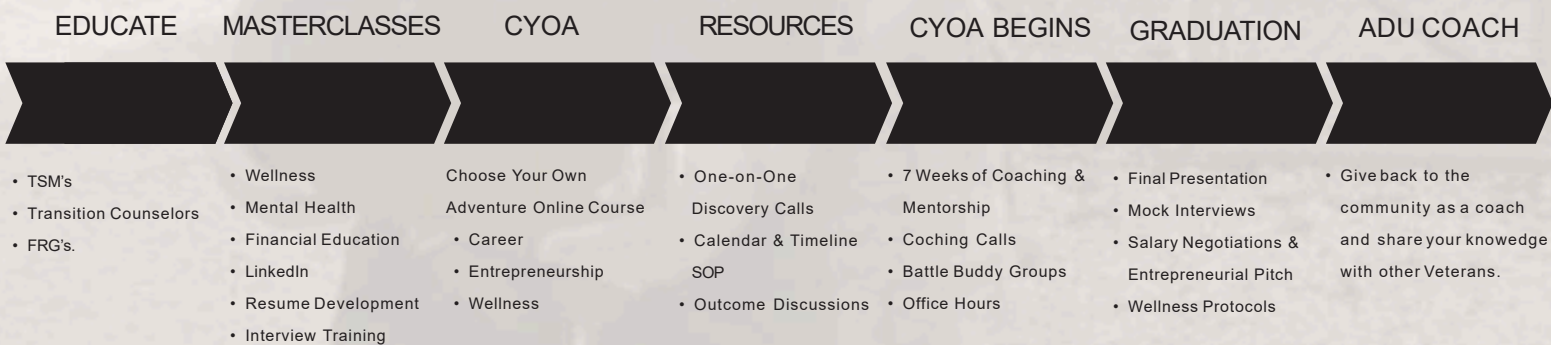 EDUCATE
MASTERCLASSES
CYOA
RESOURCES
CYOA BEGINS
GRADUATION
ADU COACH
• TSM's
• Transition Counselors
• FRG's.
• Wellness
• Mental Health
• Financial Education
• LinkedIn
• Resume Development
• Interview Training
Choose Your Own
Adventure Online Course
• Career
• Entrepreneurship
• Wellness
• One-on-One
Discovery Calls
• Calendar & Timeline
SOP
• Outcome Discussions
• 7 Weeks of Coaching &
Mentorship
• Coching Calls
• Battle Buddy Groups
• Office Hours
• Final Presentation
• Mock Interviews
• Salary Negotiations &
Entrepreneurial Pitch
• Wellness Protocols
• Give back to the
community as a coach
and share your knowedge
with other Veterans.